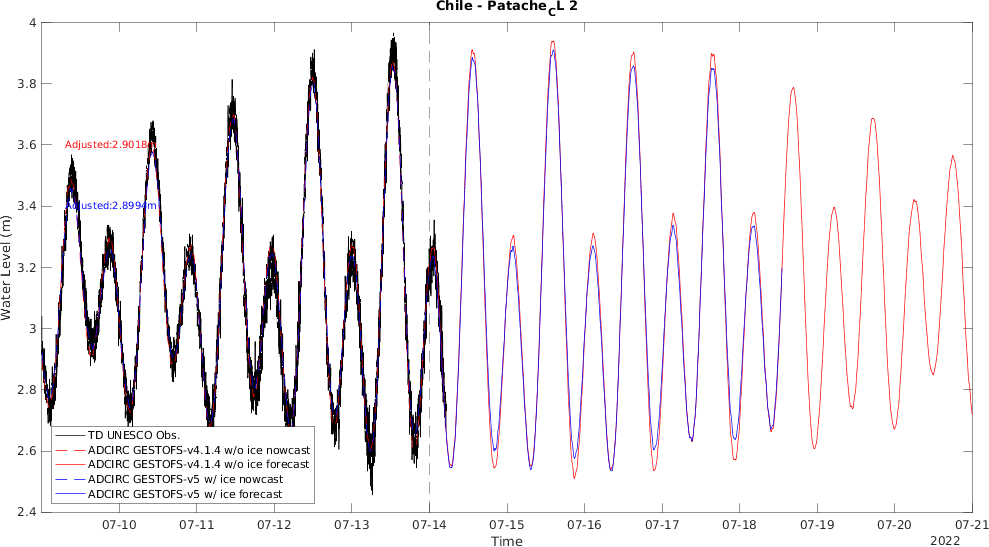 Chile - Patache_CL 2
4
3.8
3.6
3.4
3.2
3
2.8
2.6
2.4
Water Level (m)
Adjusted:2.9018m
Adjusted:2.8994m
TD UNESCO Obs.
ADCIRC GESTOFS-v4.1.4 w/o ice nowcast
ADCIRC GESTOFS-v4.1.4 w/o ice forecast
ADCIRC GESTOFS-v5 w/ ice nowcast
ADCIRC GESTOFS-v5 w/ ice forecast
07-10 07-11 07-12 07-13 07-14 07-15 07-16 07-17 07-18 07-19 07-20 07-21
Time
2022